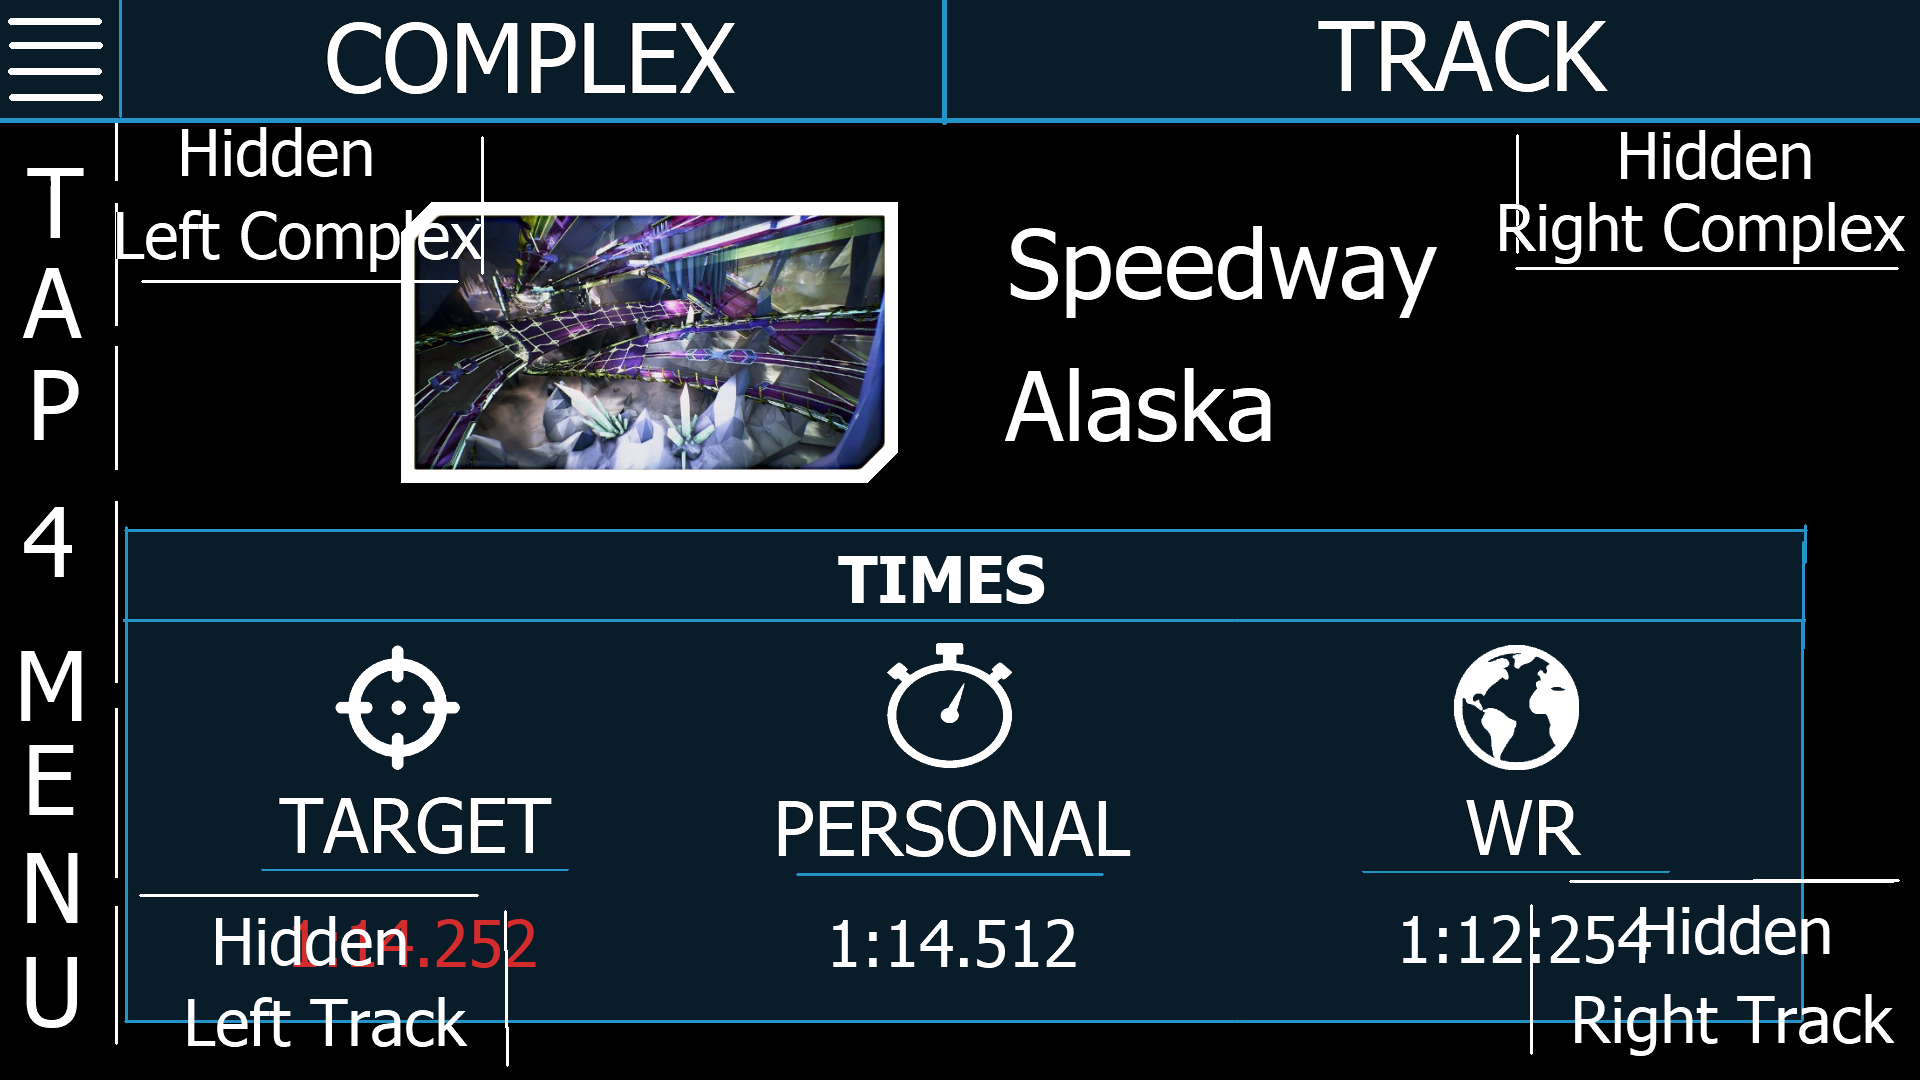 COMPLEX
TRACK
Hidden
Left Complex
Hidden
Right Complex
Speedway
Alaska
TAP 4 MENU
TIMES
TARGET
PERSONAL
WR
1:14.252
1:14.512
1:12:254
Hidden
Left Track
Hidden
Right Track